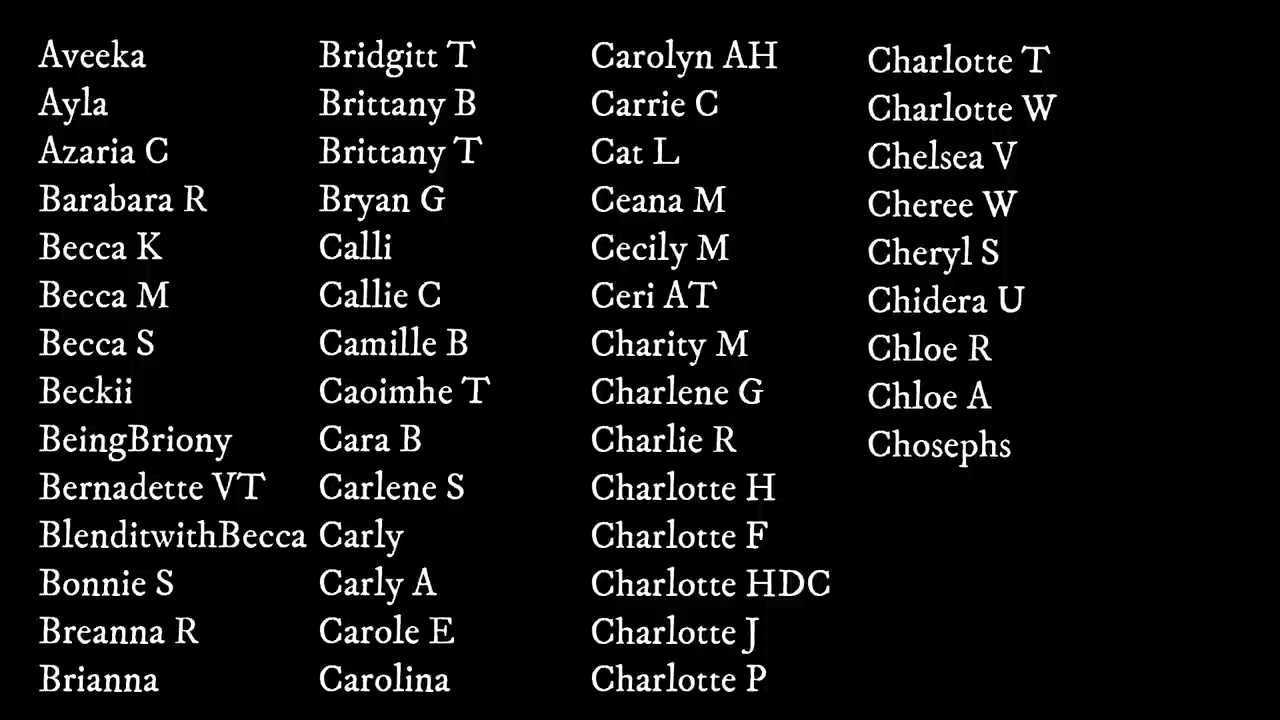 Aveeka
Ayla
Azaria C
Barabara R
Becca K
Becca M
Becca S
Beckii
BeingBriony
Bernadette VT
BlenditwithBecca
Bonnie S
Breanna R
Brianna
Bridgitt T
Brittany B
Brittany T
Bryan G
Calli
Callie C
Camille B
Caoimhe T
Cara B
Carlene S
Carly
Carly A
Carole E
Carolina
Carolyn AH
Carrie C
Cat L
Ceana M
Cecily M
Ceri AT
Charity M
Charlene G
Charlie R
Charlotte H
Charlotte F
Charlotte HDC
Charlotte J
Charlotte P
Charlotte T
Charlotte W
Chelsea V
Cheree W
Cheryl S
Chidera U
Chloe R
Chloe A
Chosephs